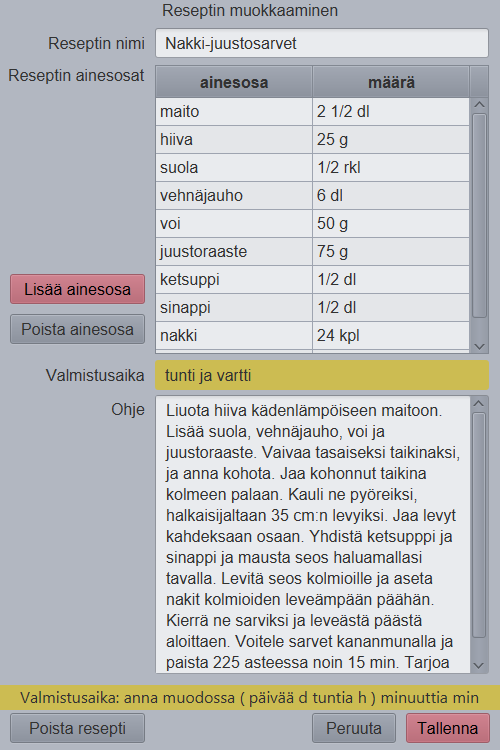 Reseptin muokkaaminen
Reseptin nimi Nakki-juustosarvet
Reseptin ainesosat ainesosa määrä
maito 2 1/2 dl
hiiva 25 g
suola 1/2 rkl
vehnäjauho 6 dl
voi 50 g
juustoraaste 75 g
Lisää ainesosa ketsuppi 1/2 dl
sinappi 1/2 dl
Poista ainesosa nakki 24 kpl
Valmistusaika tunti ja vartti
Ohje Liuota hiiva kädenlämpöiseen maitoon.
Lisää suola, vehnäjauho, voi ja
juustoraaste. Vaivaa tasaiseksi taikinaksi,
ja anna kohota. Jaa kohonnut taikina
kolmeen palaan. Kauli ne pyöreiksi,
halkaisijaltaan 35 cm:n levyiksi. Jaa levyt
kahdeksaan osaan. Yhdistä ketsupppi ja
sinappi ja mausta seos haluamallasi
tavalla. Levitä seos kolmioille ja aseta
nakit kolmioiden leveämpään päähän.
Kierrä ne sarviksi ja leveästä päästä
aloittaen. Voitele sarvet kananmunalla ja
paista 225 asteessa noin 15 min. Tarjoa
Valmistusaika: anna muodossa ( päivää d tuntia h ) minuuttia min
Poista resepti Peruuta Tallenna